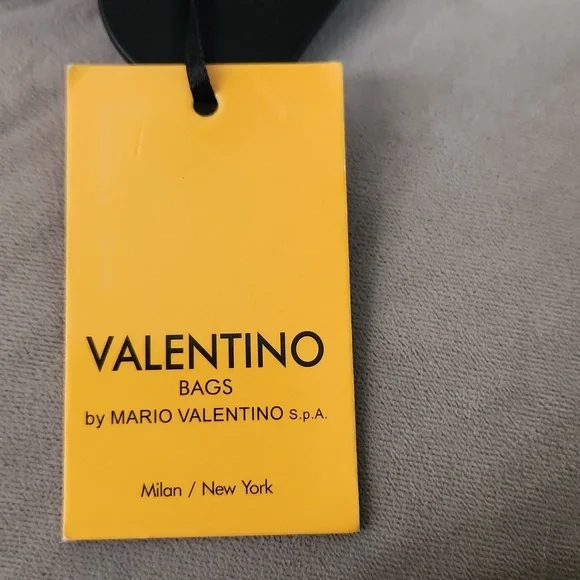 VALENTINO
BAGS
by MARIO VALENTINO S.p.A.
Milan / New York